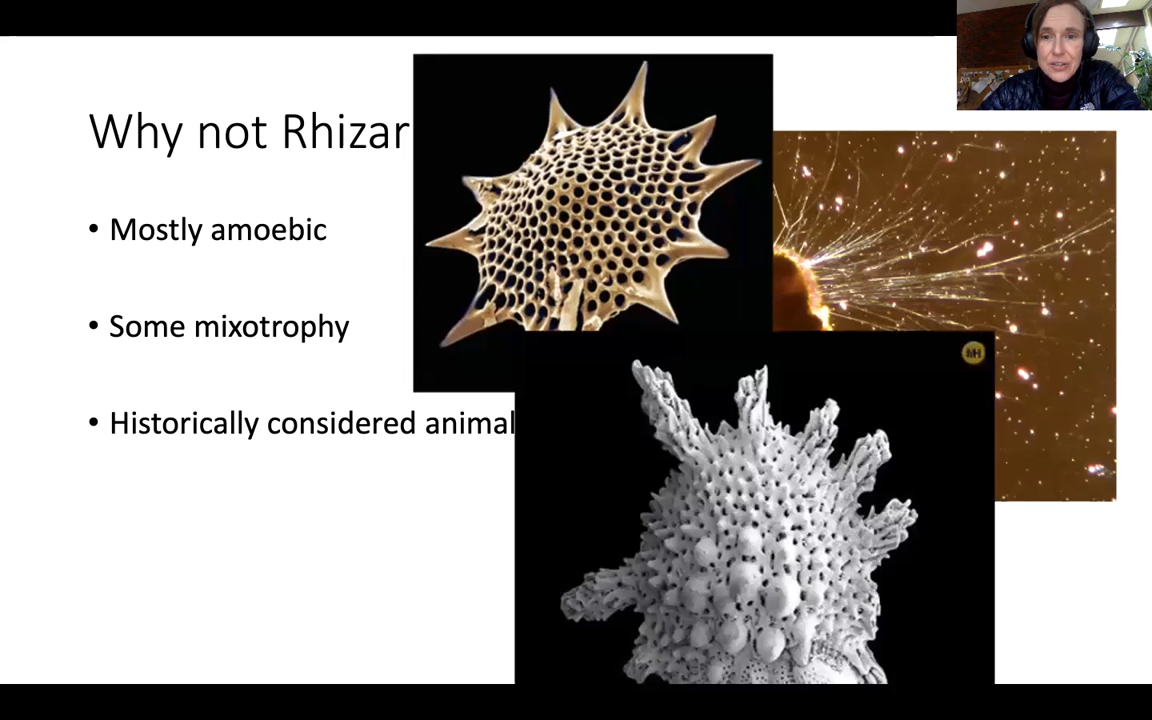 Why not Rhizar
• Mostly amoebic
• Some mixotrophy
• Historically considered animal
MH